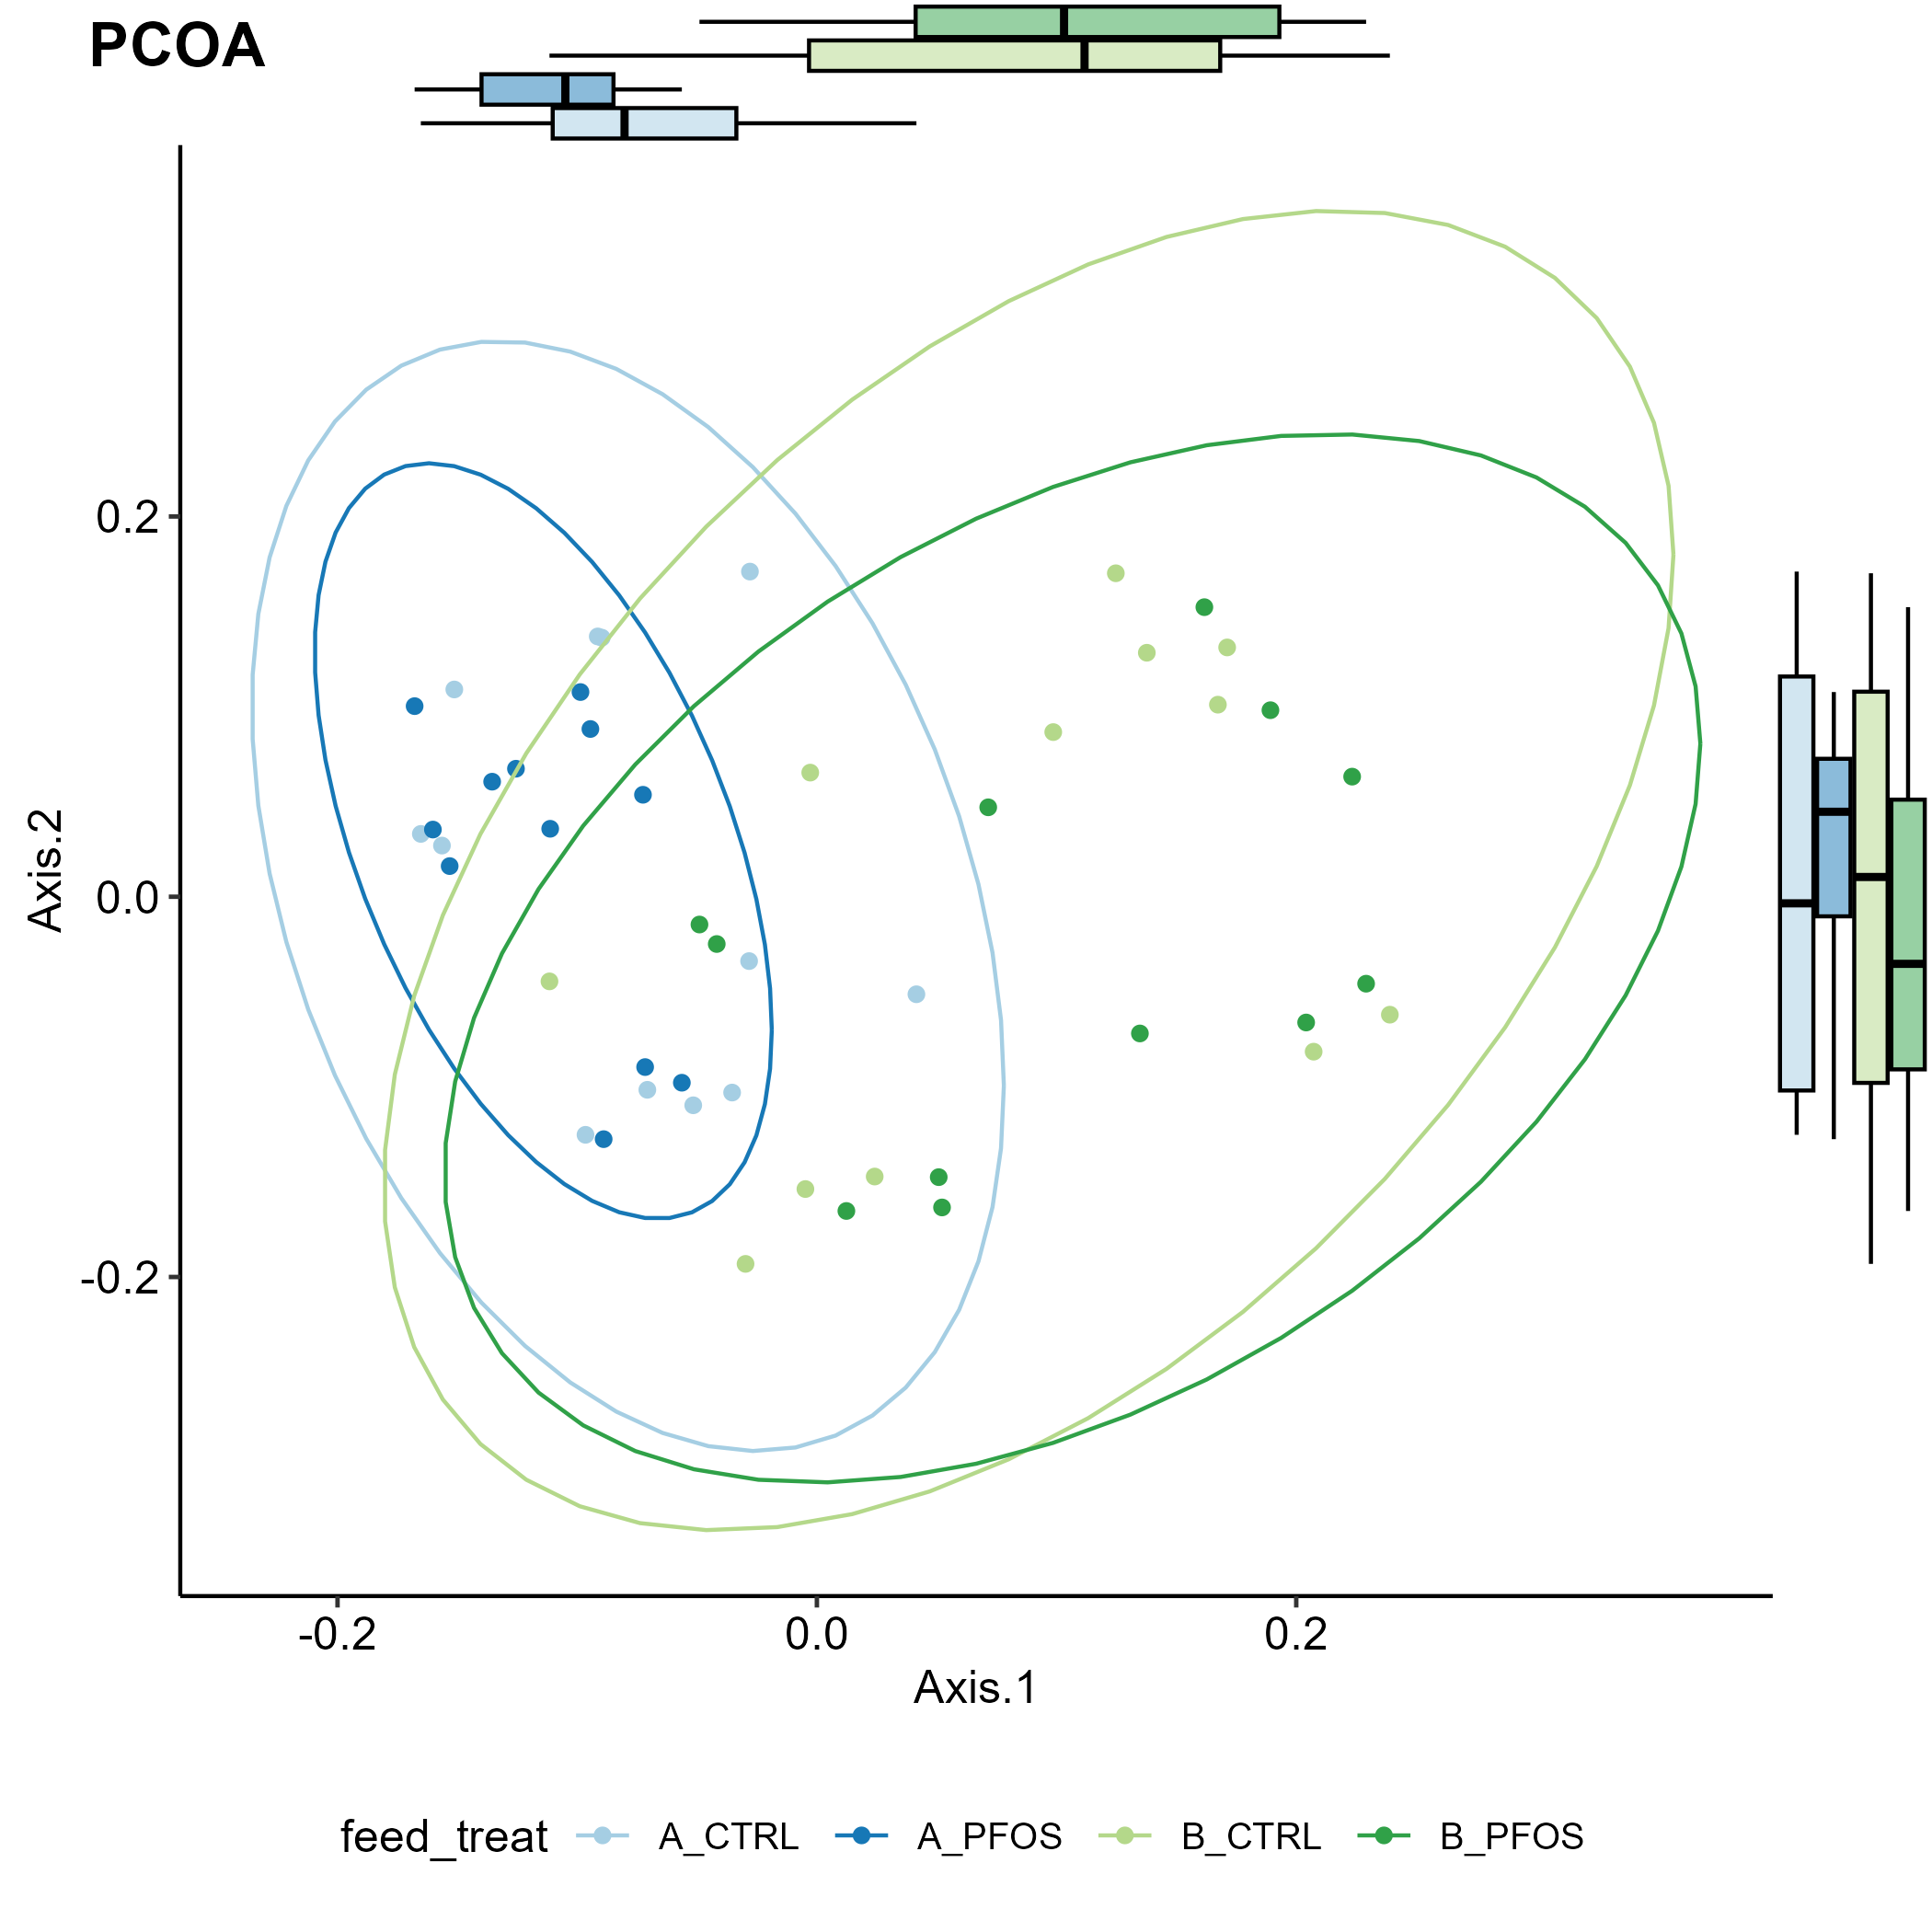 PCOA
0.2
0.0
-0.2
Axis.2
-0.2 0.0 0.2
Axis.1
feed_treat A_CTRL A_PFOS B_CTRL B_PFOS